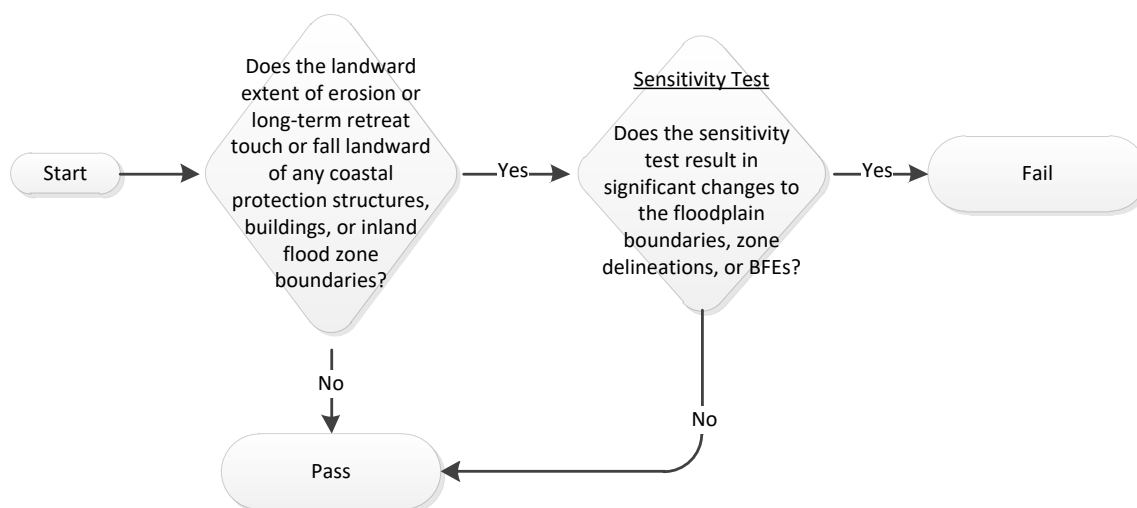 Start
Does the landward
extent of erosion or
long-term retreat
touch or fall landward
of any coastal
protection structures,
buildings, or inland
flood zone
boundaries?
Yes
Sensitivity Test
Does the sensitivity
test result in
significant changes to
the floodplain
boundaries, zone
delineations, or BFEs?
Yes
Fail
No
No
Pass